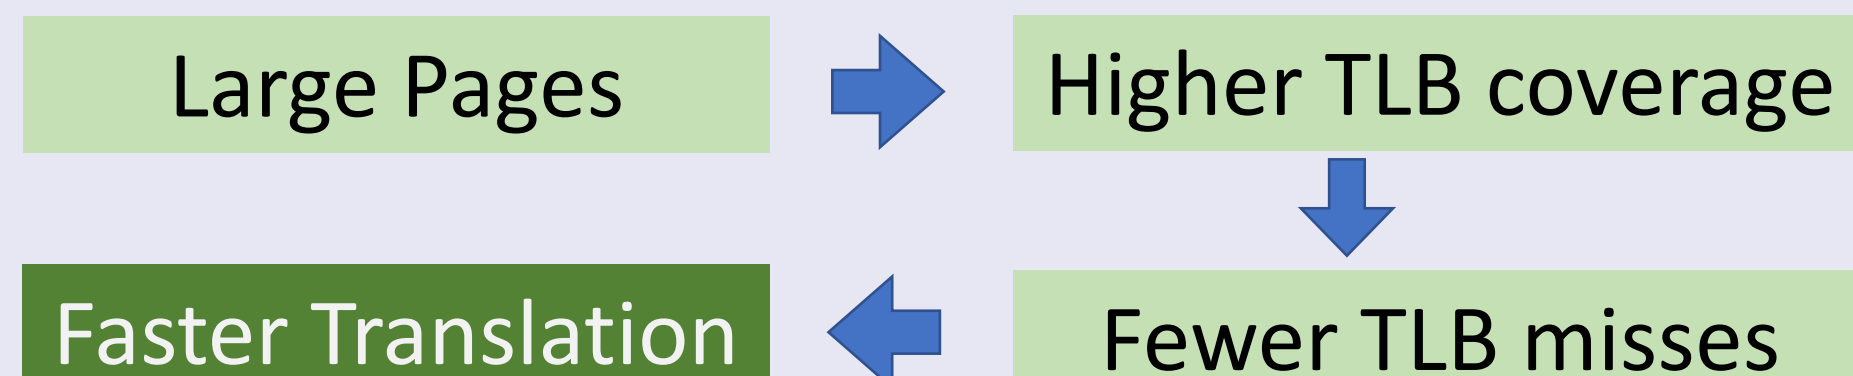 Large Pages
Higher TLB coverage
Fewer TLB misses
Faster Translation